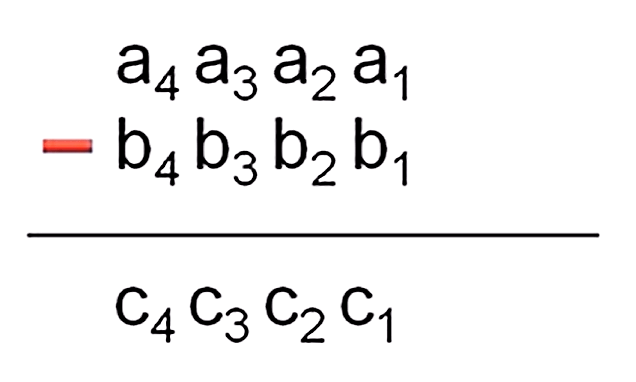 a₄ a₃ a₂ a₁
− b₄ b₃ b₂ b₁
c₄ c₃ c₂ c₁